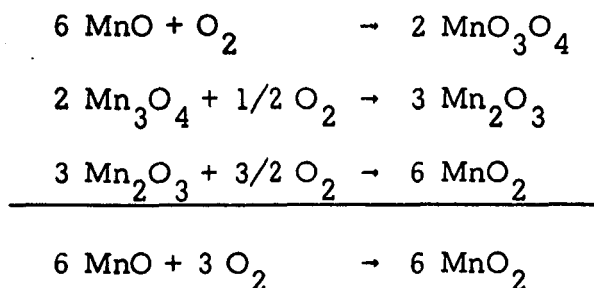 6 MnO + O₂ → 2 MnO₃O₄
2 Mn₃O₄ + 1/2 O₂ → 3 Mn₂O₃
3 Mn₂O₃ + 3/2 O₂ → 6 MnO₂
6 MnO + 3 O₂ → 6 MnO₂